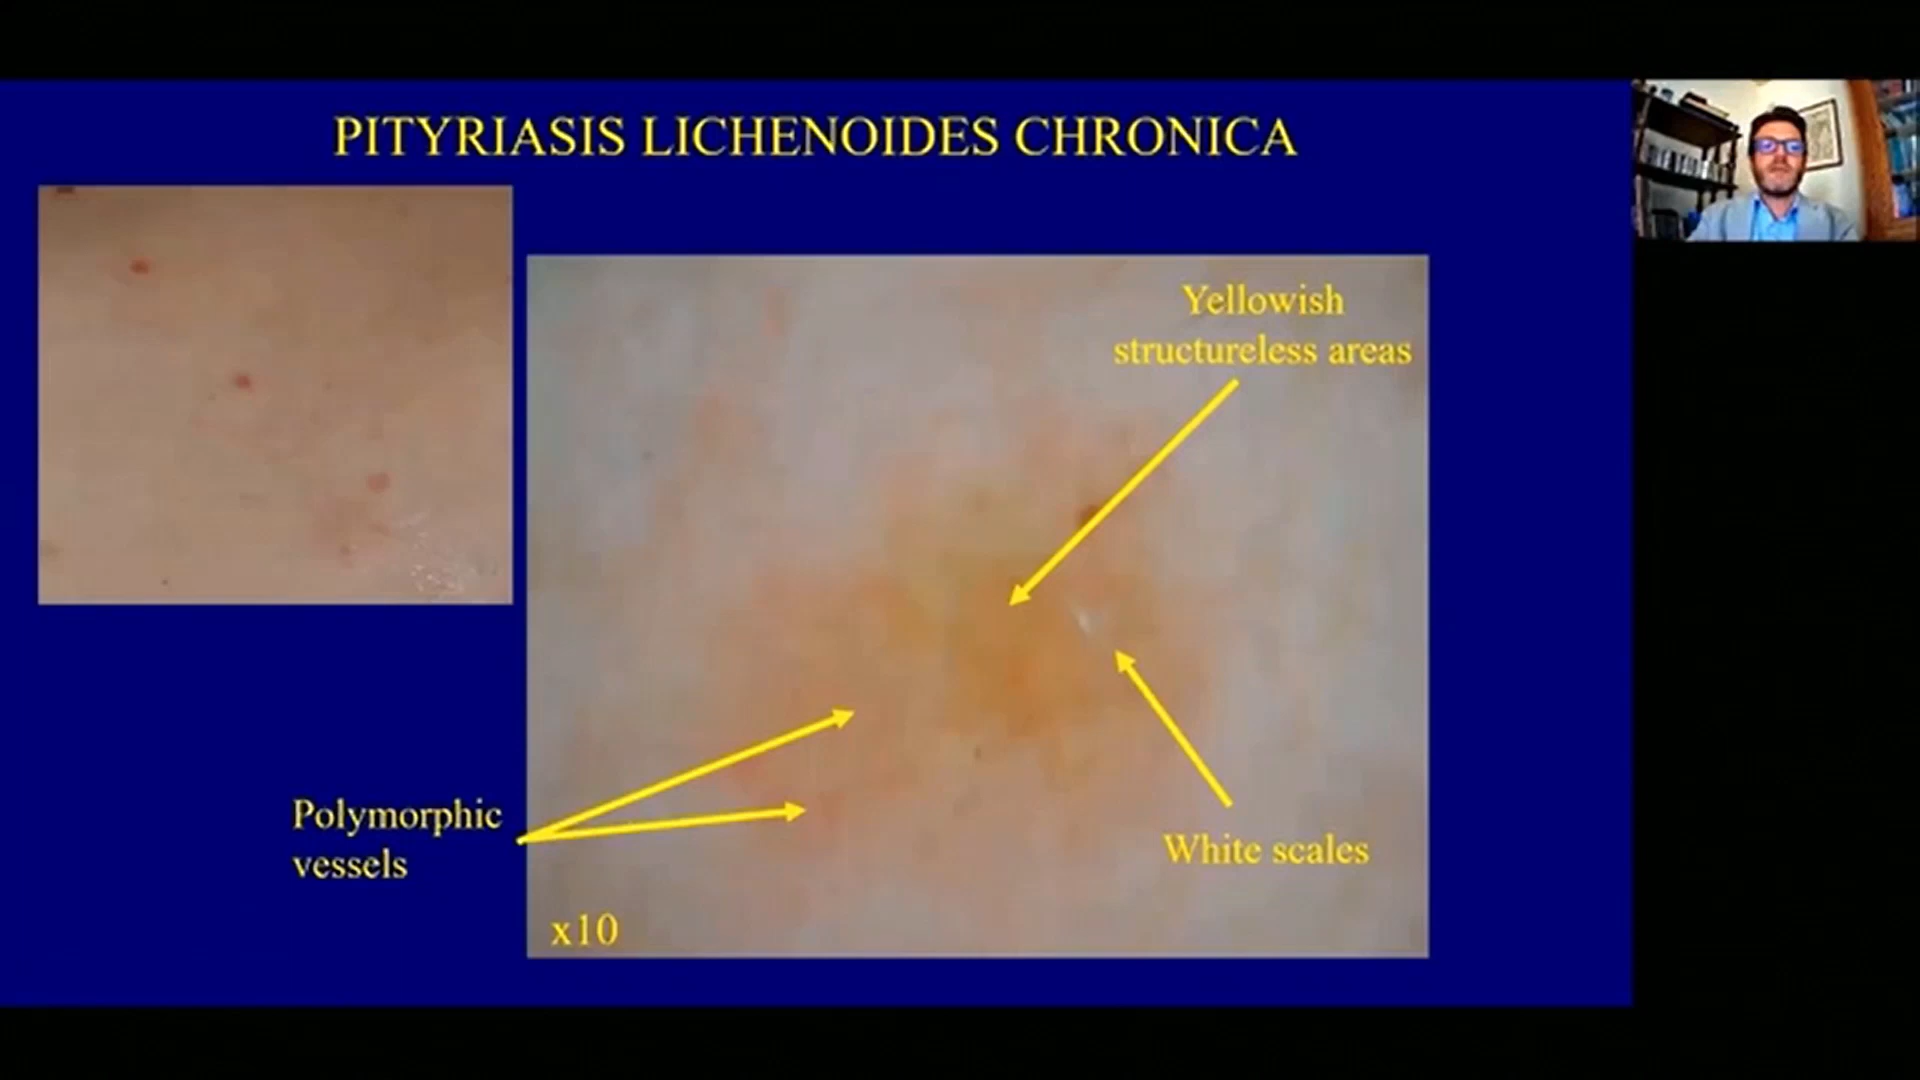 PITYRIASIS LICHENOIDES CHRONICA
Yellowish
structureless areas
Polymorphic
vessels
White scales
x10